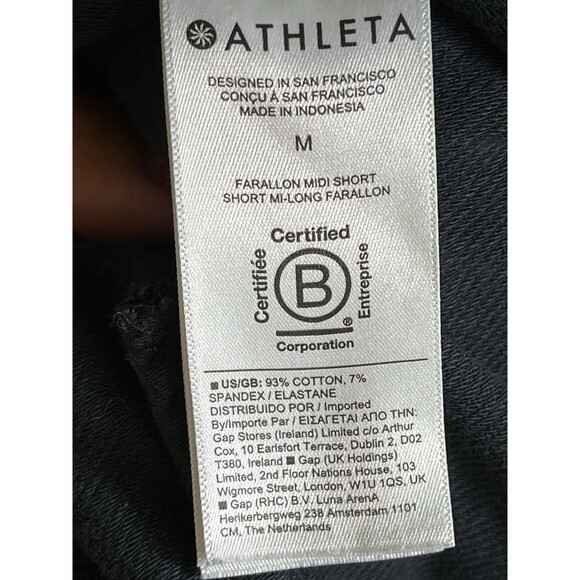 ATHLETA
DESIGNED IN SAN FRANCISCO
CONÇU À SAN FRANCISCO
MADE IN INDONESIA
M
FARALLON MIDI SHORT
SHORT MI-LONG FARALLON
Certified
Certifiée
B
Entreprise
®
Corporation
■ US/GB: 93% COTTON, 7%
SPANDEX / ELASTANE
DISTRIBUIDO POR / Imported
By/Importe Par / ΕΙΣΑΓΕΤΑΙ ΑΠΟ ΤΗΝ:
Gap Stores (Ireland) Limited c/o Arthur
Cox, 10 Earlsfort Terrace, Dublin 2, D02
T380, Ireland ■ Gap (UK Holdings)
Limited, 2nd Floor Nations House, 103
Wigmore Street, London, W1U 1QS, UK
■ Gap (RHC) B.V. Luna ArenA
Herikerbergweg 238 Amsterdam 1101
CM, The Netherlands